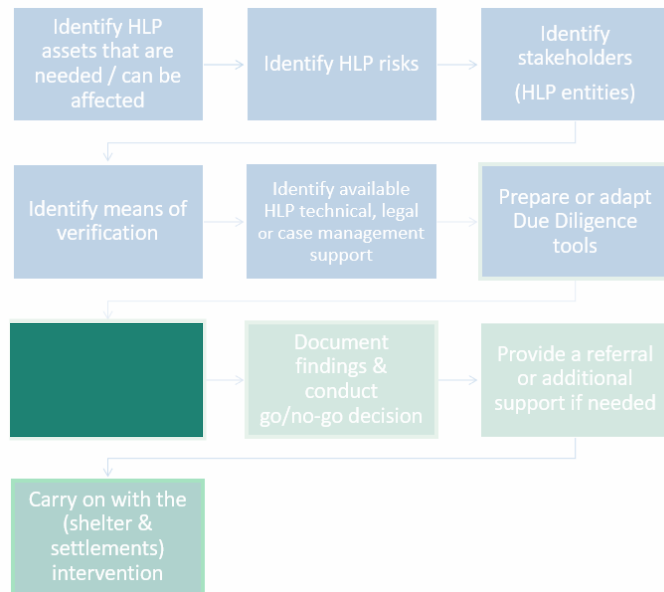 Identify HLP
assets that are
needed / can be
affected
Identify HLP risks
Identify
stakeholders
(HLP entities)
Identify means of
verification
Identify available
HLP technical, legal
or case management
support
Prepare or adapt
Due Diligence
tools
Document
findings &
conduct
go/no-go decision
Provide a referral
or additional
support if needed
Carry on with the
(shelter &
settlements)
intervention